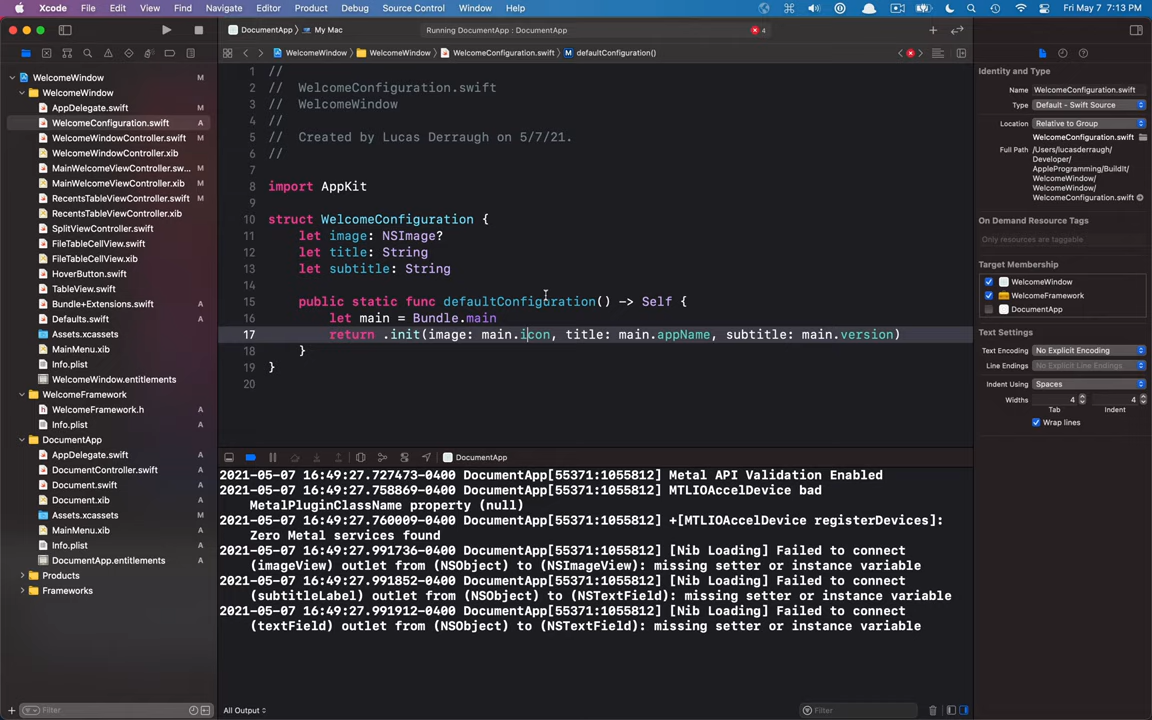 Xcode File Edit View Find Navigate Editor Product Debug Source Control Window Help Fri May 7 7:13 PM
DocumentApp My Mac Running DocumentApp : DocumentApp 4
WelcomeWindow WelcomeWindow WelcomeConfiguration.swift defaultConfiguration()
WelcomeWindow M
WelcomeWindow
AppDelegate.swift M
WelcomeConfiguration.swift A
WelcomeWindowController.swift M
WelcomeWindowController.xib
MainWelcomeViewController.sw... M
MainWelcomeViewController.xib M
RecentsTableViewController.swift M
RecentsTableViewController.xib
SplitViewController.swift
FileTableCellView.swift
FileTableCellView.xib
HoverButton.swift
TableView.swift
Bundle+Extensions.swift M
Document.swift A
Assets.xcassets
MainMenu.xib
Info.plist
WelcomeWindow.entitlements
WelcomeFramework
WelcomeFramework.h A
Info.plist A
DocumentApp
AppDelegate.swift A
DocumentController.swift A
Document.swift A
Document.xib A
Assets.xcassets A
MainMenu.xib A
Info.plist A
DocumentApp.entitlements A
Products
Frameworks
Filter
1 //
2 // WelcomeConfiguration.swift
3 // WelcomeWindow
4 //
5 // Created by Lucas Derraugh on 5/7/21.
6 //
7
8 import AppKit
9
10 struct WelcomeConfiguration {
11 let image: NSImage?
12 let title: String
13 let subtitle: String
14
15 public static func defaultConfiguration() -> Self {
16 let main = Bundle.main
17 return .init(image: main.icon, title: main.appName, subtitle: main.version)
18 }
19 }
20
DocumentApp
2021-05-07 16:49:27.727473-0400 DocumentApp[55371:1055812] Metal API Validation Enabled
2021-05-07 16:49:27.758869-0400 DocumentApp[55371:1055812] MTLIOAccelDevice bad
MetalPluginClassName property (null)
2021-05-07 16:49:27.760009-0400 DocumentApp[55371:1055812] +[MTLIOAccelDevice registerDevices]:
Zero Metal services found
2021-05-07 16:49:27.991736-0400 DocumentApp[55371:1055812] [Nib Loading] Failed to connect
(imageView) outlet from (NSObject) to (NSImageView): missing setter or instance variable
2021-05-07 16:49:27.991852-0400 DocumentApp[55371:1055812] [Nib Loading] Failed to connect
(subtitleLabel) outlet from (NSObject) to (NSTextField): missing setter or instance variable
2021-05-07 16:49:27.991912-0400 DocumentApp[55371:1055812] [Nib Loading] Failed to connect
(textField) outlet from (NSObject) to (NSTextField): missing setter or instance variable
All Output Filter
Identity and Type
Name WelcomeConfiguration.swift
Type Default - Swift Source
Location Relative to Group
WelcomeConfiguration.swift
Full Path /Users/lucasderraugh/
Developer/
AppleProgramming/BuildIt/
WelcomeWindow/
WelcomeWindow/
WelcomeConfiguration.swift
On Demand Resource Tags
Only resources are taggable
Target Membership
WelcomeWindow
WelcomeFramework
DocumentApp
Text Settings
Text Encoding No Explicit Encoding
Line Endings No Explicit Line Endings
Indent Using Spaces
Widths 4 4
Tab Indent
Wrap lines